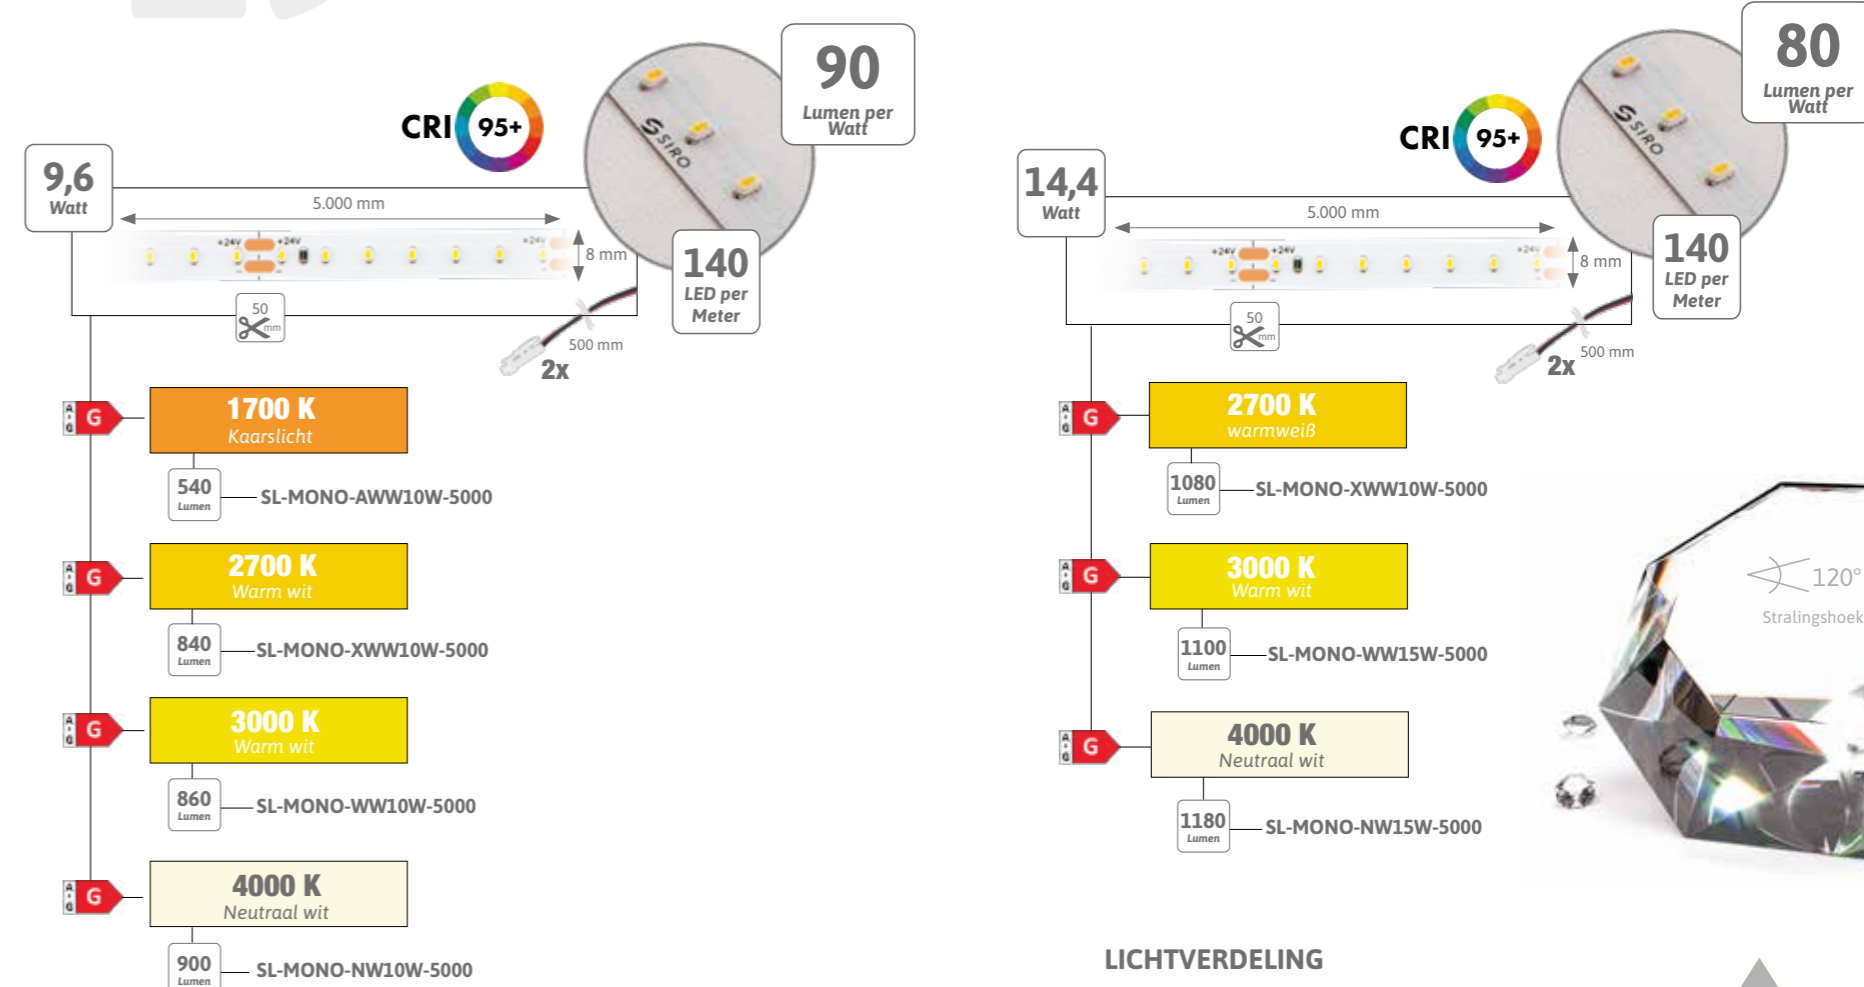 90
Lumen per
Watt
CRI 95+
SSIRO
9,6
Watt
5.000 mm
+24V +24V +24V
8 mm
140
LED per
Meter
50
mm
500 mm
2x
G
1700 K
Kaarslicht
540
Lumen
SL-MONO-AWW10W-5000
G
2700 K
Warm wit
840
Lumen
SL-MONO-XWW10W-5000
G
3000 K
Warm wit
860
Lumen
SL-MONO-WW10W-5000
G
4000 K
Neutraal wit
900
Lumen
SL-MONO-NW10W-5000
80
Lumen per
Watt
CRI 95+
SSIRO
14,4
Watt
5.000 mm
+24V +24V +24V
8 mm
140
LED per
Meter
50
mm
500 mm
2x
G
2700 K
warmweiß
1080
Lumen
SL-MONO-XWW10W-5000
G
3000 K
Warm wit
1100
Lumen
SL-MONO-WW15W-5000
G
4000 K
Neutraal wit
1180
Lumen
SL-MONO-NW15W-5000
120°
Stralingshoek
LICHTVERDELING